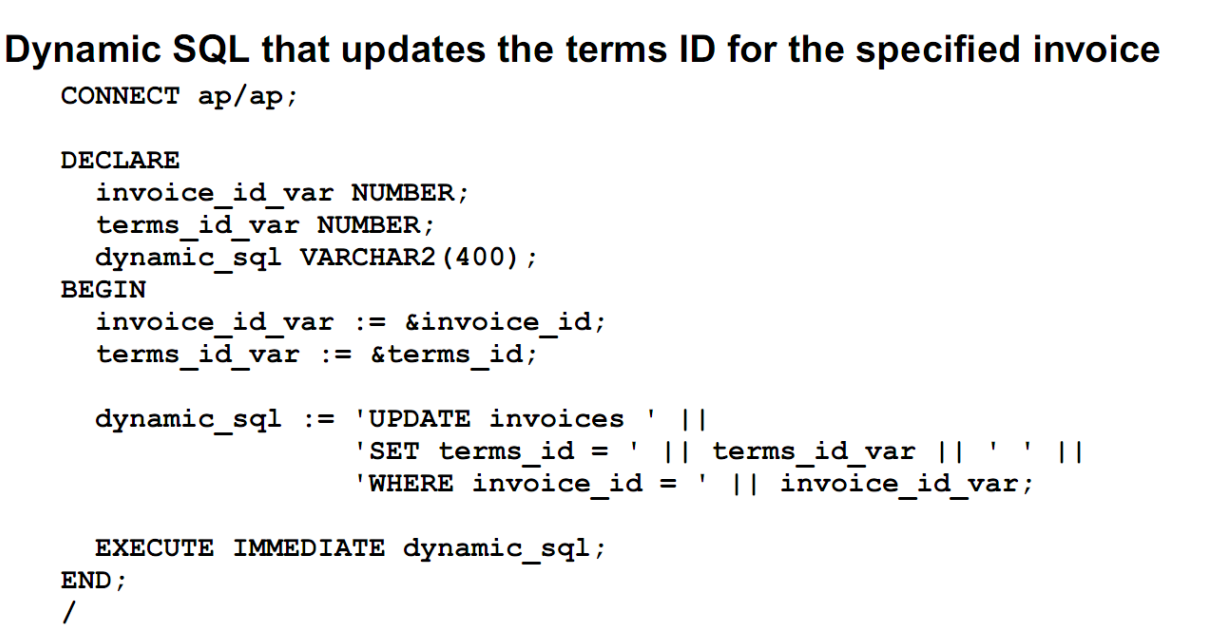 Dynamic SQL that updates the terms ID for the specified invoice
CONNECT ap/ap;
DECLARE
invoice_id_var NUMBER;
terms_id_var NUMBER;
dynamic_sql VARCHAR2(400);
BEGIN
invoice_id_var := &invoice_id;
terms_id_var := &terms_id;
dynamic_sql := 'UPDATE invoices ' ||
'SET terms_id = ' || terms_id_var || ' ' ||
'WHERE invoice_id = ' || invoice_id_var;
EXECUTE IMMEDIATE dynamic_sql;
END;
/